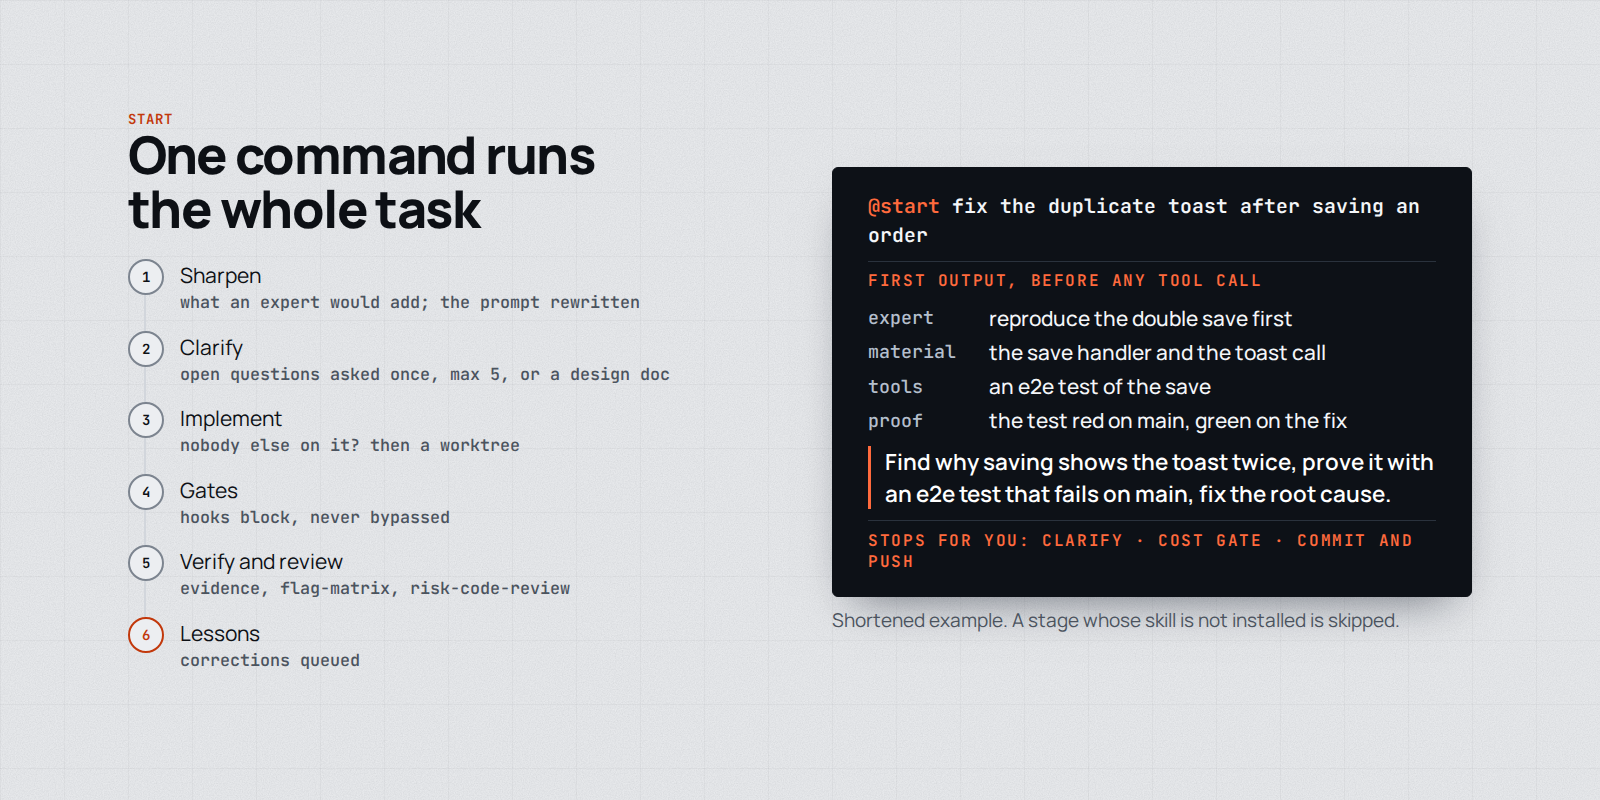 START
One command runs
the whole task
1
Sharpen
what an expert would add; the prompt rewritten
2
Clarify
open questions asked once, max 5, or a design doc
3
Implement
nobody else on it? then a worktree
4
Gates
hooks block, never bypassed
5
Verify and review
evidence, flag-matrix, risk-code-review
6
Lessons
corrections queued
@start fix the duplicate toast after saving an
order
FIRST OUTPUT, BEFORE ANY TOOL CALL
expert reproduce the double save first
material the save handler and the toast call
tools an e2e test of the save
proof the test red on main, green on the fix
Find why saving shows the toast twice, prove it with
an e2e test that fails on main, fix the root cause.
STOPS FOR YOU: CLARIFY · COST GATE · COMMIT AND
PUSH
Shortened example. A stage whose skill is not installed is skipped.